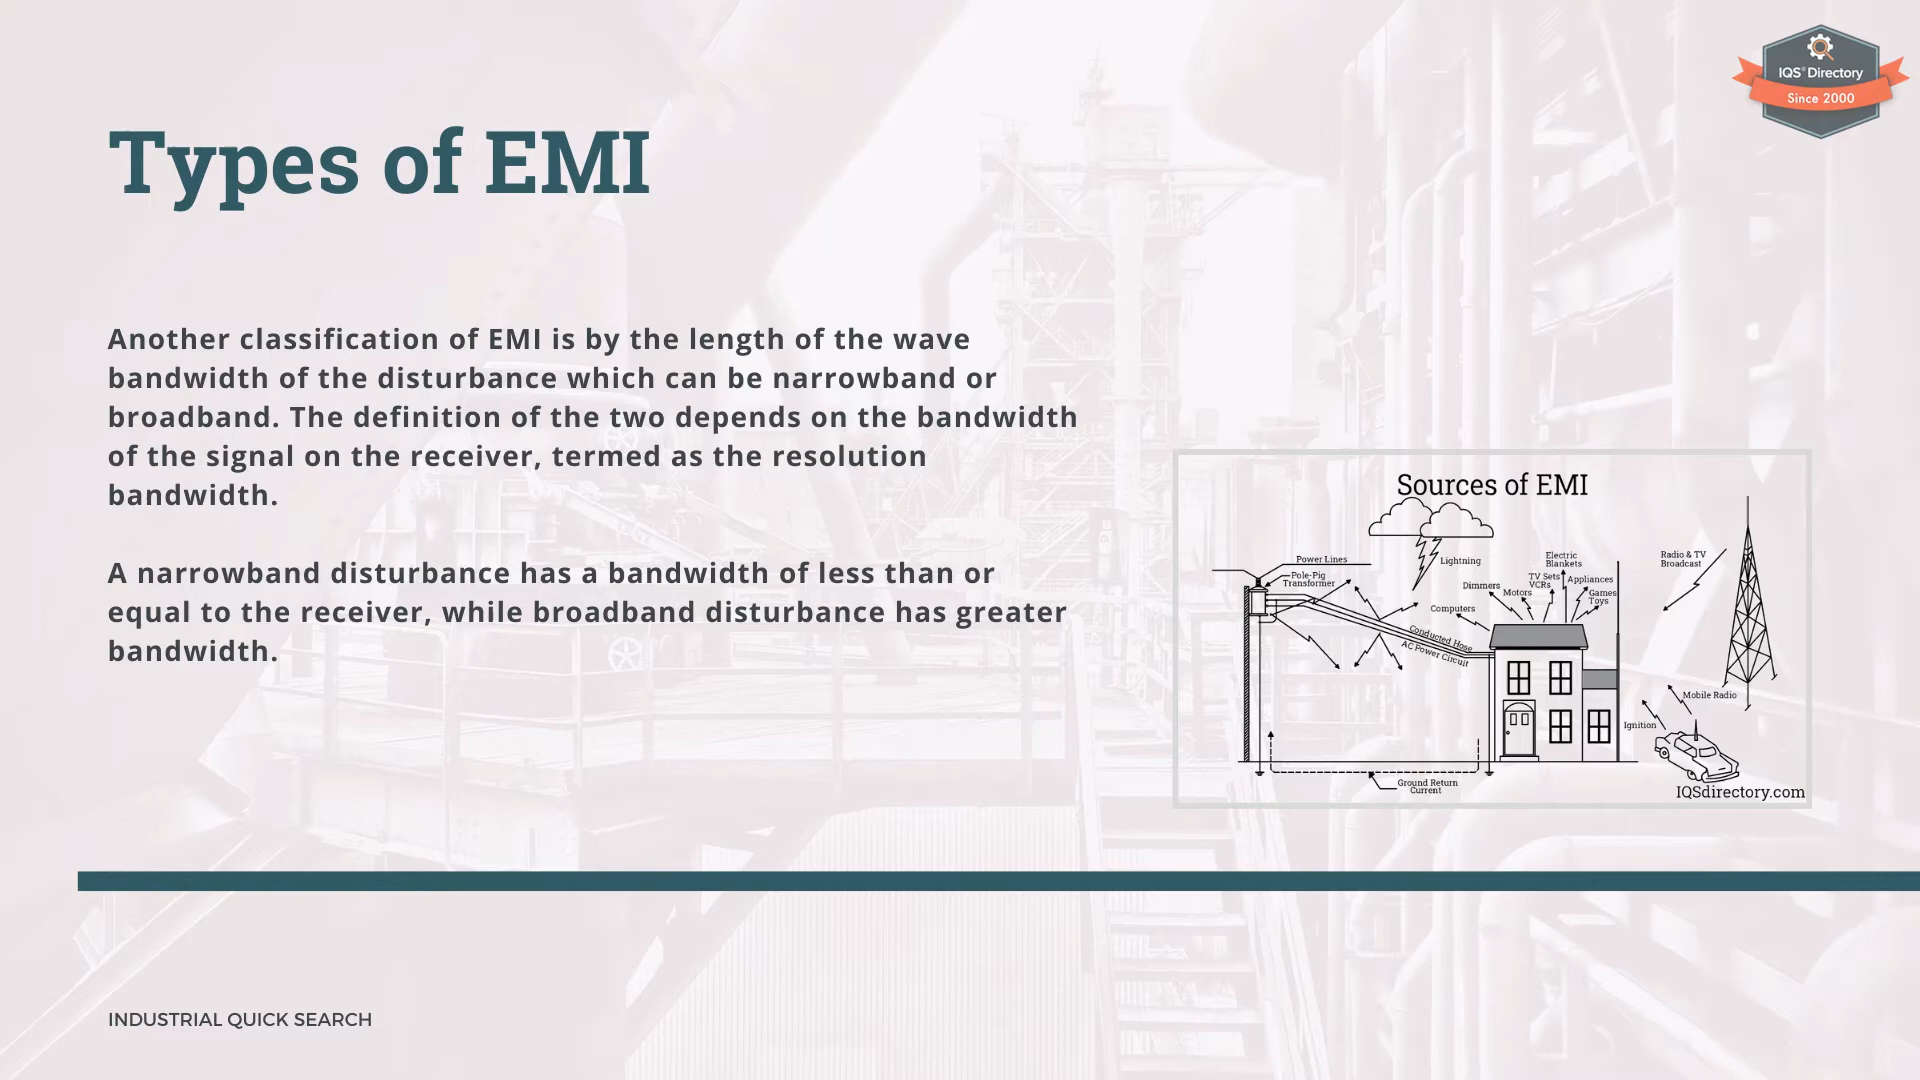 IQS® Directory
Since 2000
Types of EMI
Another classification of EMI is by the length of the wave
bandwidth of the disturbance which can be narrowband or
broadband. The definition of the two depends on the bandwidth
of the signal on the receiver, termed as the resolution
bandwidth.
A narrowband disturbance has a bandwidth of less than or
equal to the receiver, while broadband disturbance has greater
bandwidth.
Sources of EMI
Power Lines
Pole-Pig
Transformer
Lightning
Computers
Dimmers
Motors
TV Sets
VCRs
Electric
Blankets
Appliances
Games
Toys
Radio & TV
Broadcast
Conducted Hose
AC Power Circuit
Mobile Radio
Ignition
Ground Return
Current
IQSdirectory.com
INDUSTRIAL QUICK SEARCH